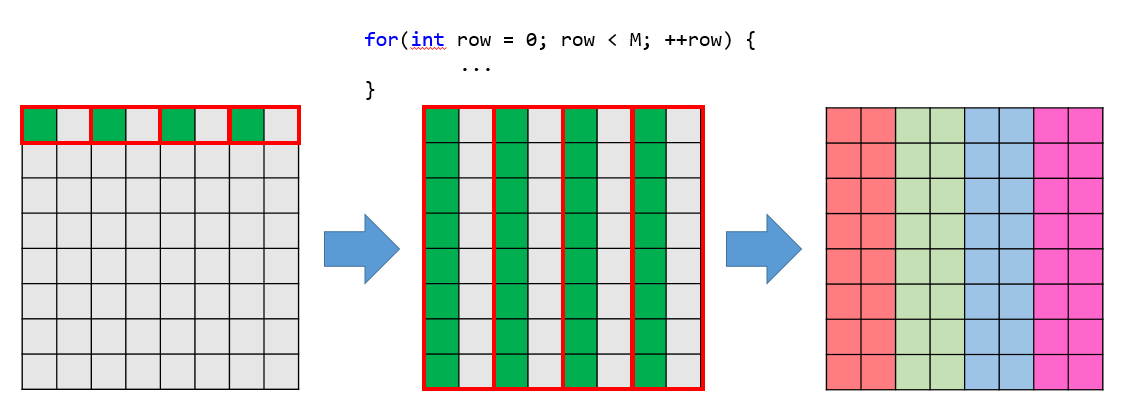 for(int row = 0; row < M; ++row) {
...
}